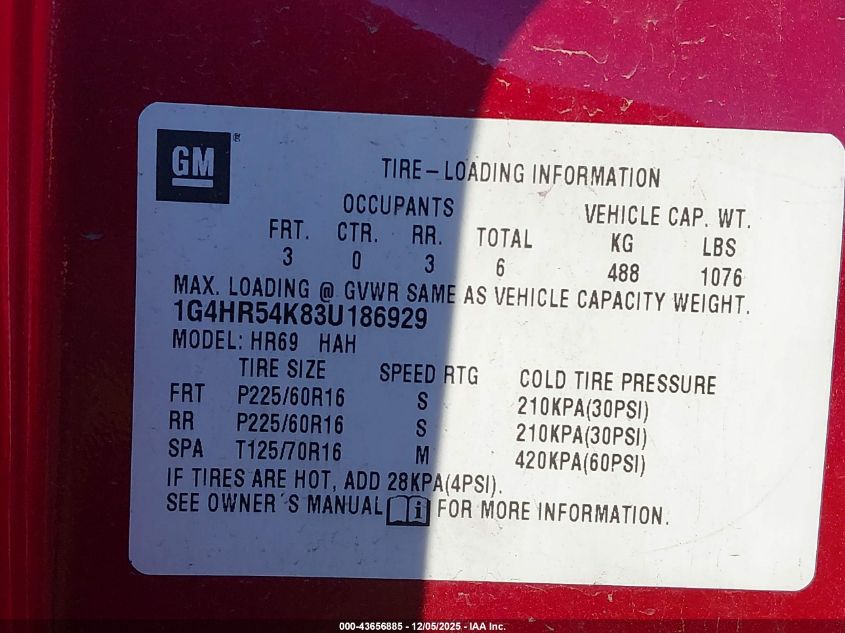 GM®
TIRE–LOADING INFORMATION
OCCUPANTS VEHICLE CAP. WT.
FRT. CTR. RR. TOTAL KG LBS
3 0 3 6 488 1076
MAX. LOADING @ GVWR SAME AS VEHICLE CAPACITY WEIGHT.
1G4HR54K83U186929
MODEL: HR69 HAH
TIRE SIZE SPEED RTG COLD TIRE PRESSURE
FRT P225/60R16 S 210KPA(30PSI)
RR P225/60R16 S 210KPA(30PSI)
SPA T125/70R16 M 420KPA(60PSI)
IF TIRES ARE HOT, ADD 28KPA(4PSI).
SEE OWNER´S MANUAL i FOR MORE INFORMATION.
000-43656885 - 12/05/2025 - IAA Inc.